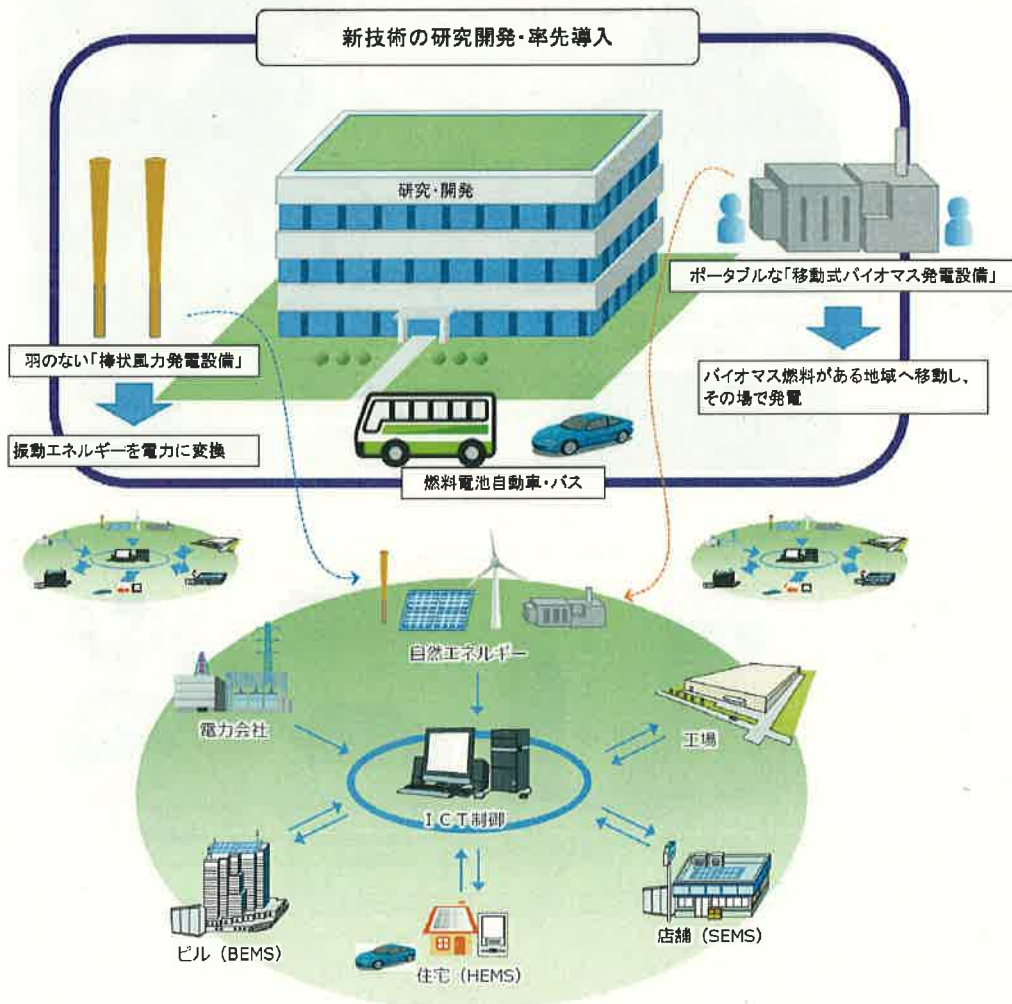 新技術の研究開発・率先導入
研究・開発
ポータブルな「移動式バイオマス発電設備」
羽のない「棒状風力発電設備」
バイオマス燃料がある地域へ移動し、
その場で発電
振動エネルギーを電力に変換
燃料電池自動車・バス
自然エネルギー
電力会社
工場
ICT制御
ビル (BEMS)
住宅 (HEMS)
店舗 (SEMS)